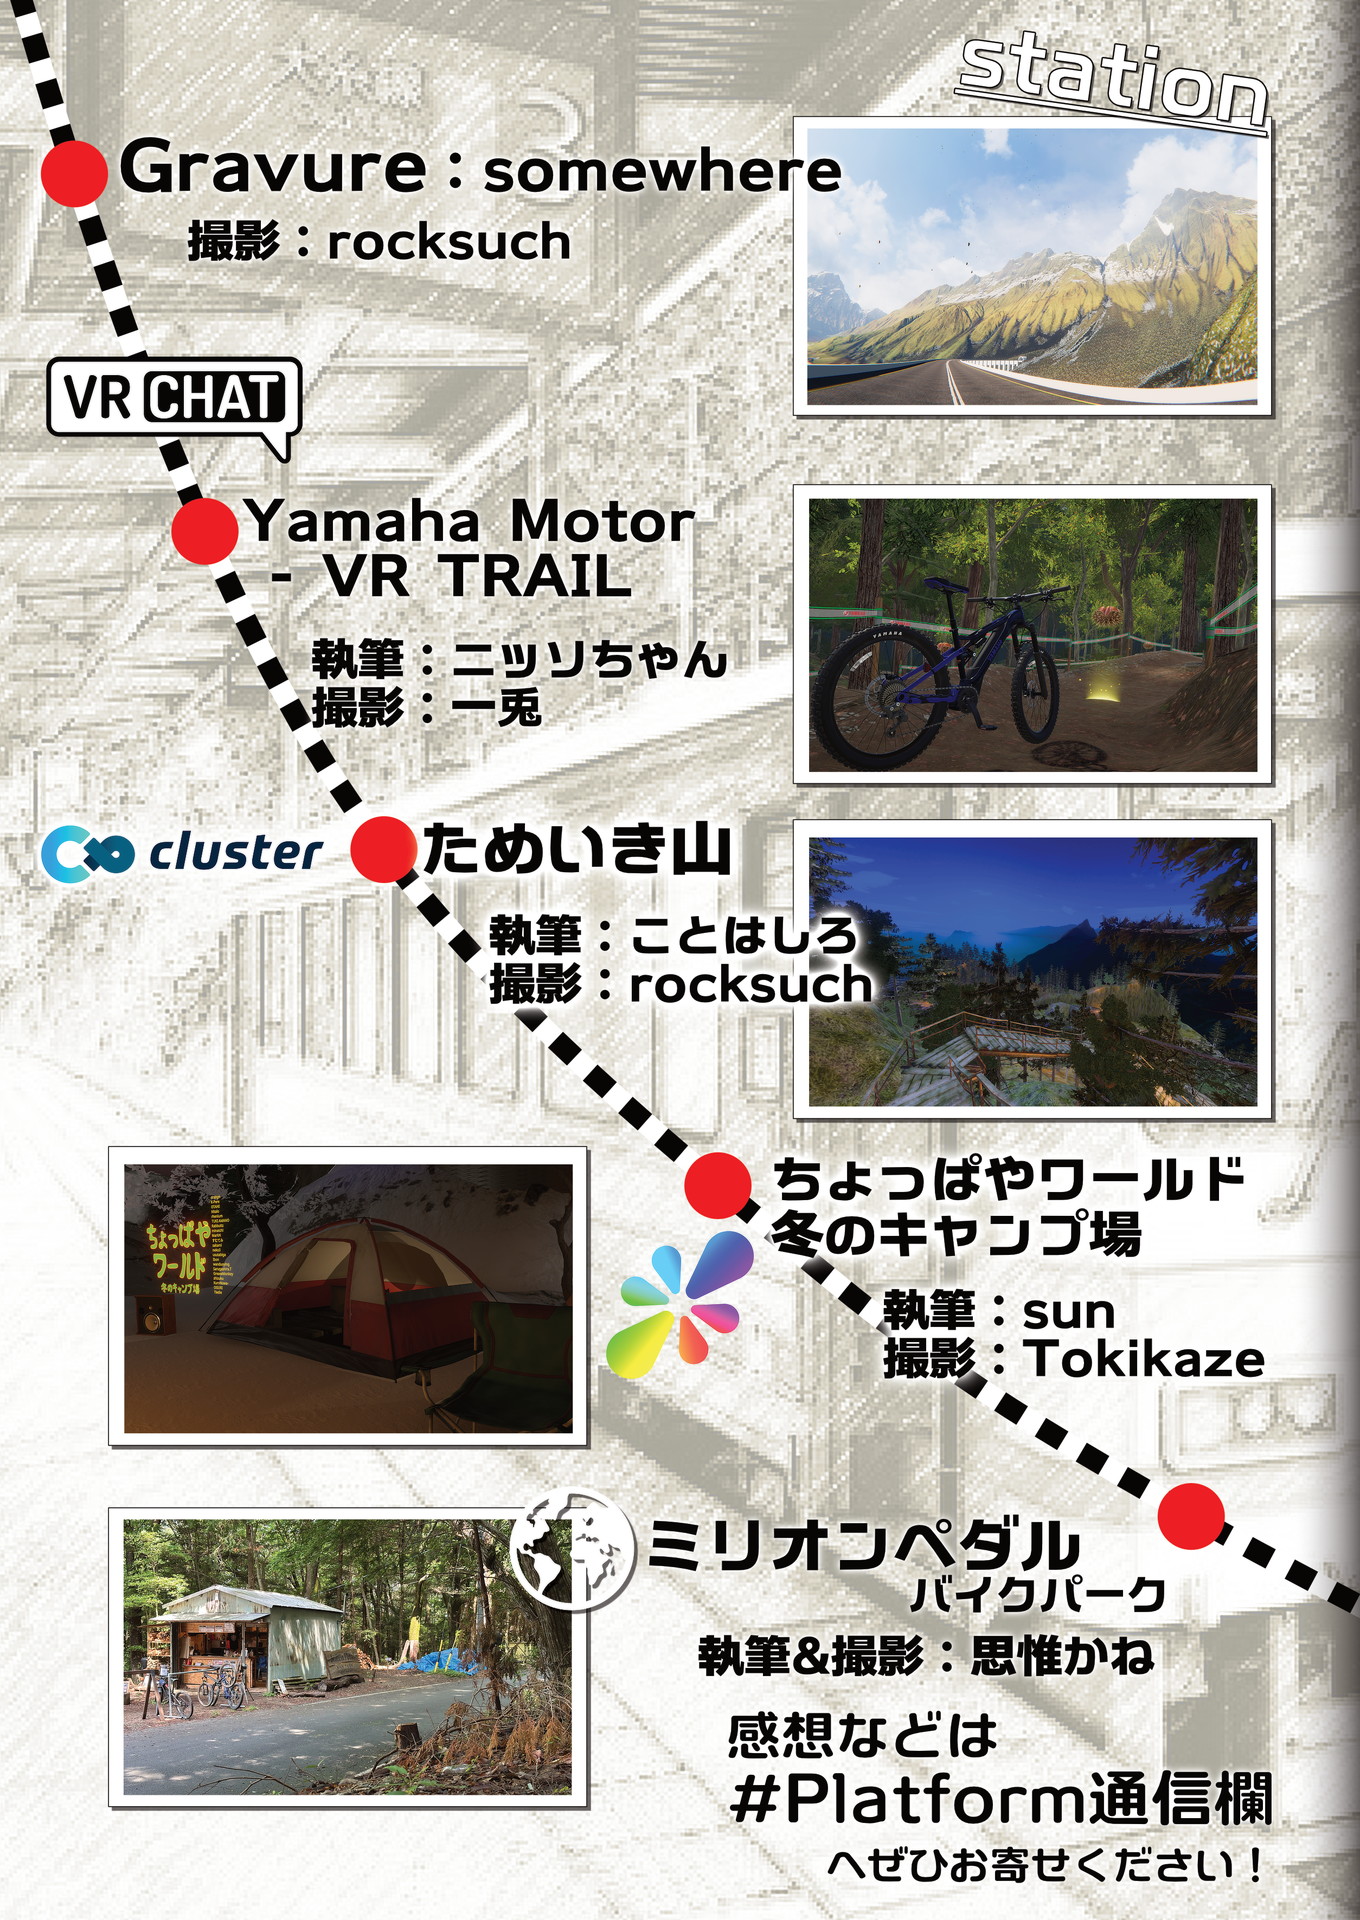 station
Gravure：somewhere
撮影：rocksuch
VR CHAT
Yamaha Motor
- VR TRAIL
執筆：ニッソちゃん
撮影：一兎
YAMAHA
cluster
ためいき山
執筆：ことはしろ
撮影：rocksuch
ちょっぱや
ワールド
冬のキャンプ場
ちょっぱやワールド
冬のキャンプ場
執筆：sun
撮影：Tokikaze
ミリオンペダル
バイクパーク
執筆&撮影：思惟かね
感想などは
#Platform通信欄
へぜひお寄せください！